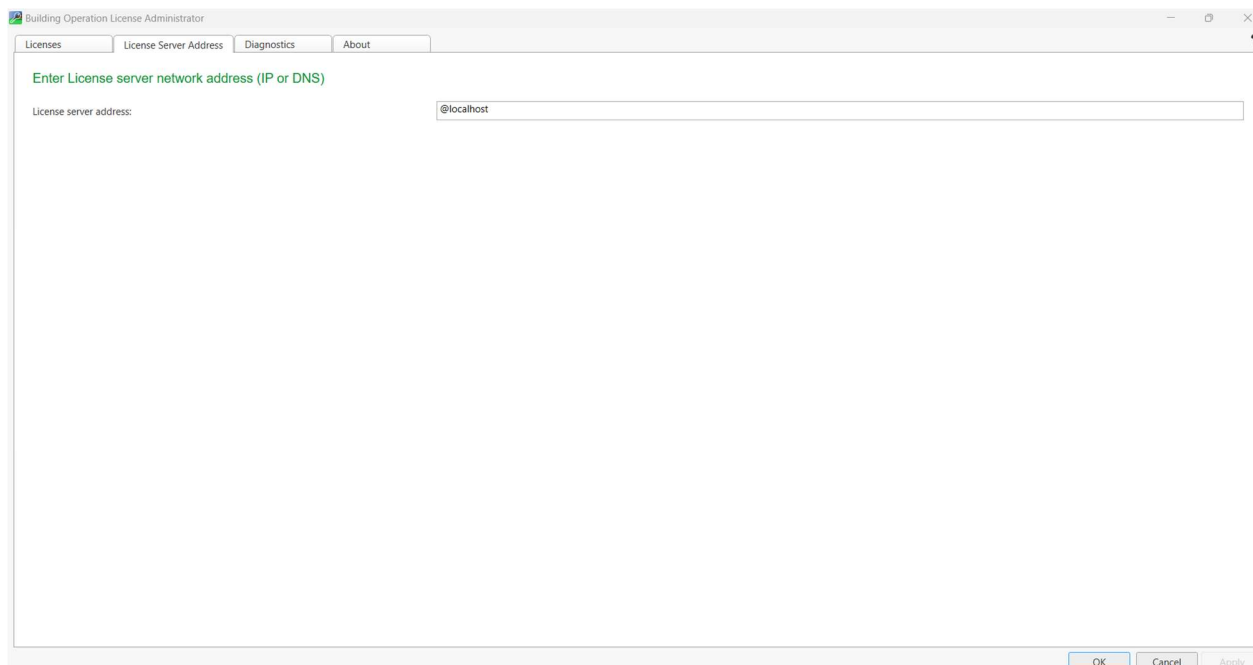 Building Operation License Administrator
Licenses License Server Address Diagnostics About
Enter License server network address (IP or DNS)
License server address: @localhost
OK Cancel Apply